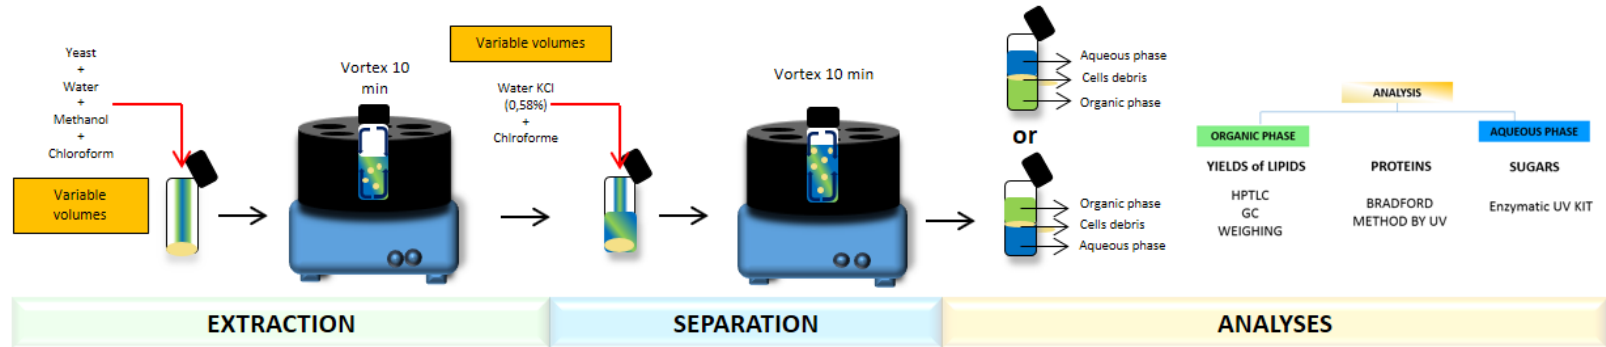 Yeast
+
Water
+
Methanol
+
Chloroform
Variable
volumes
Vortex 10
min
Variable volumes
Water KCl
(0,58%)
+
Chlroforme
Vortex 10 min
Aqueous phase
Cells debris
Organic phase
or
Organic phase
Cells debris
Aqueous phase
ANALYSIS
ORGANIC PHASE
AQUEOUS PHASE
YIELDS of LIPIDS
PROTEINS
SUGARS
HPTLC
GC
WEIGHING
BRADFORD
METHOD BY UV
Enzymatic UV KIT
EXTRACTION
SEPARATION
ANALYSES